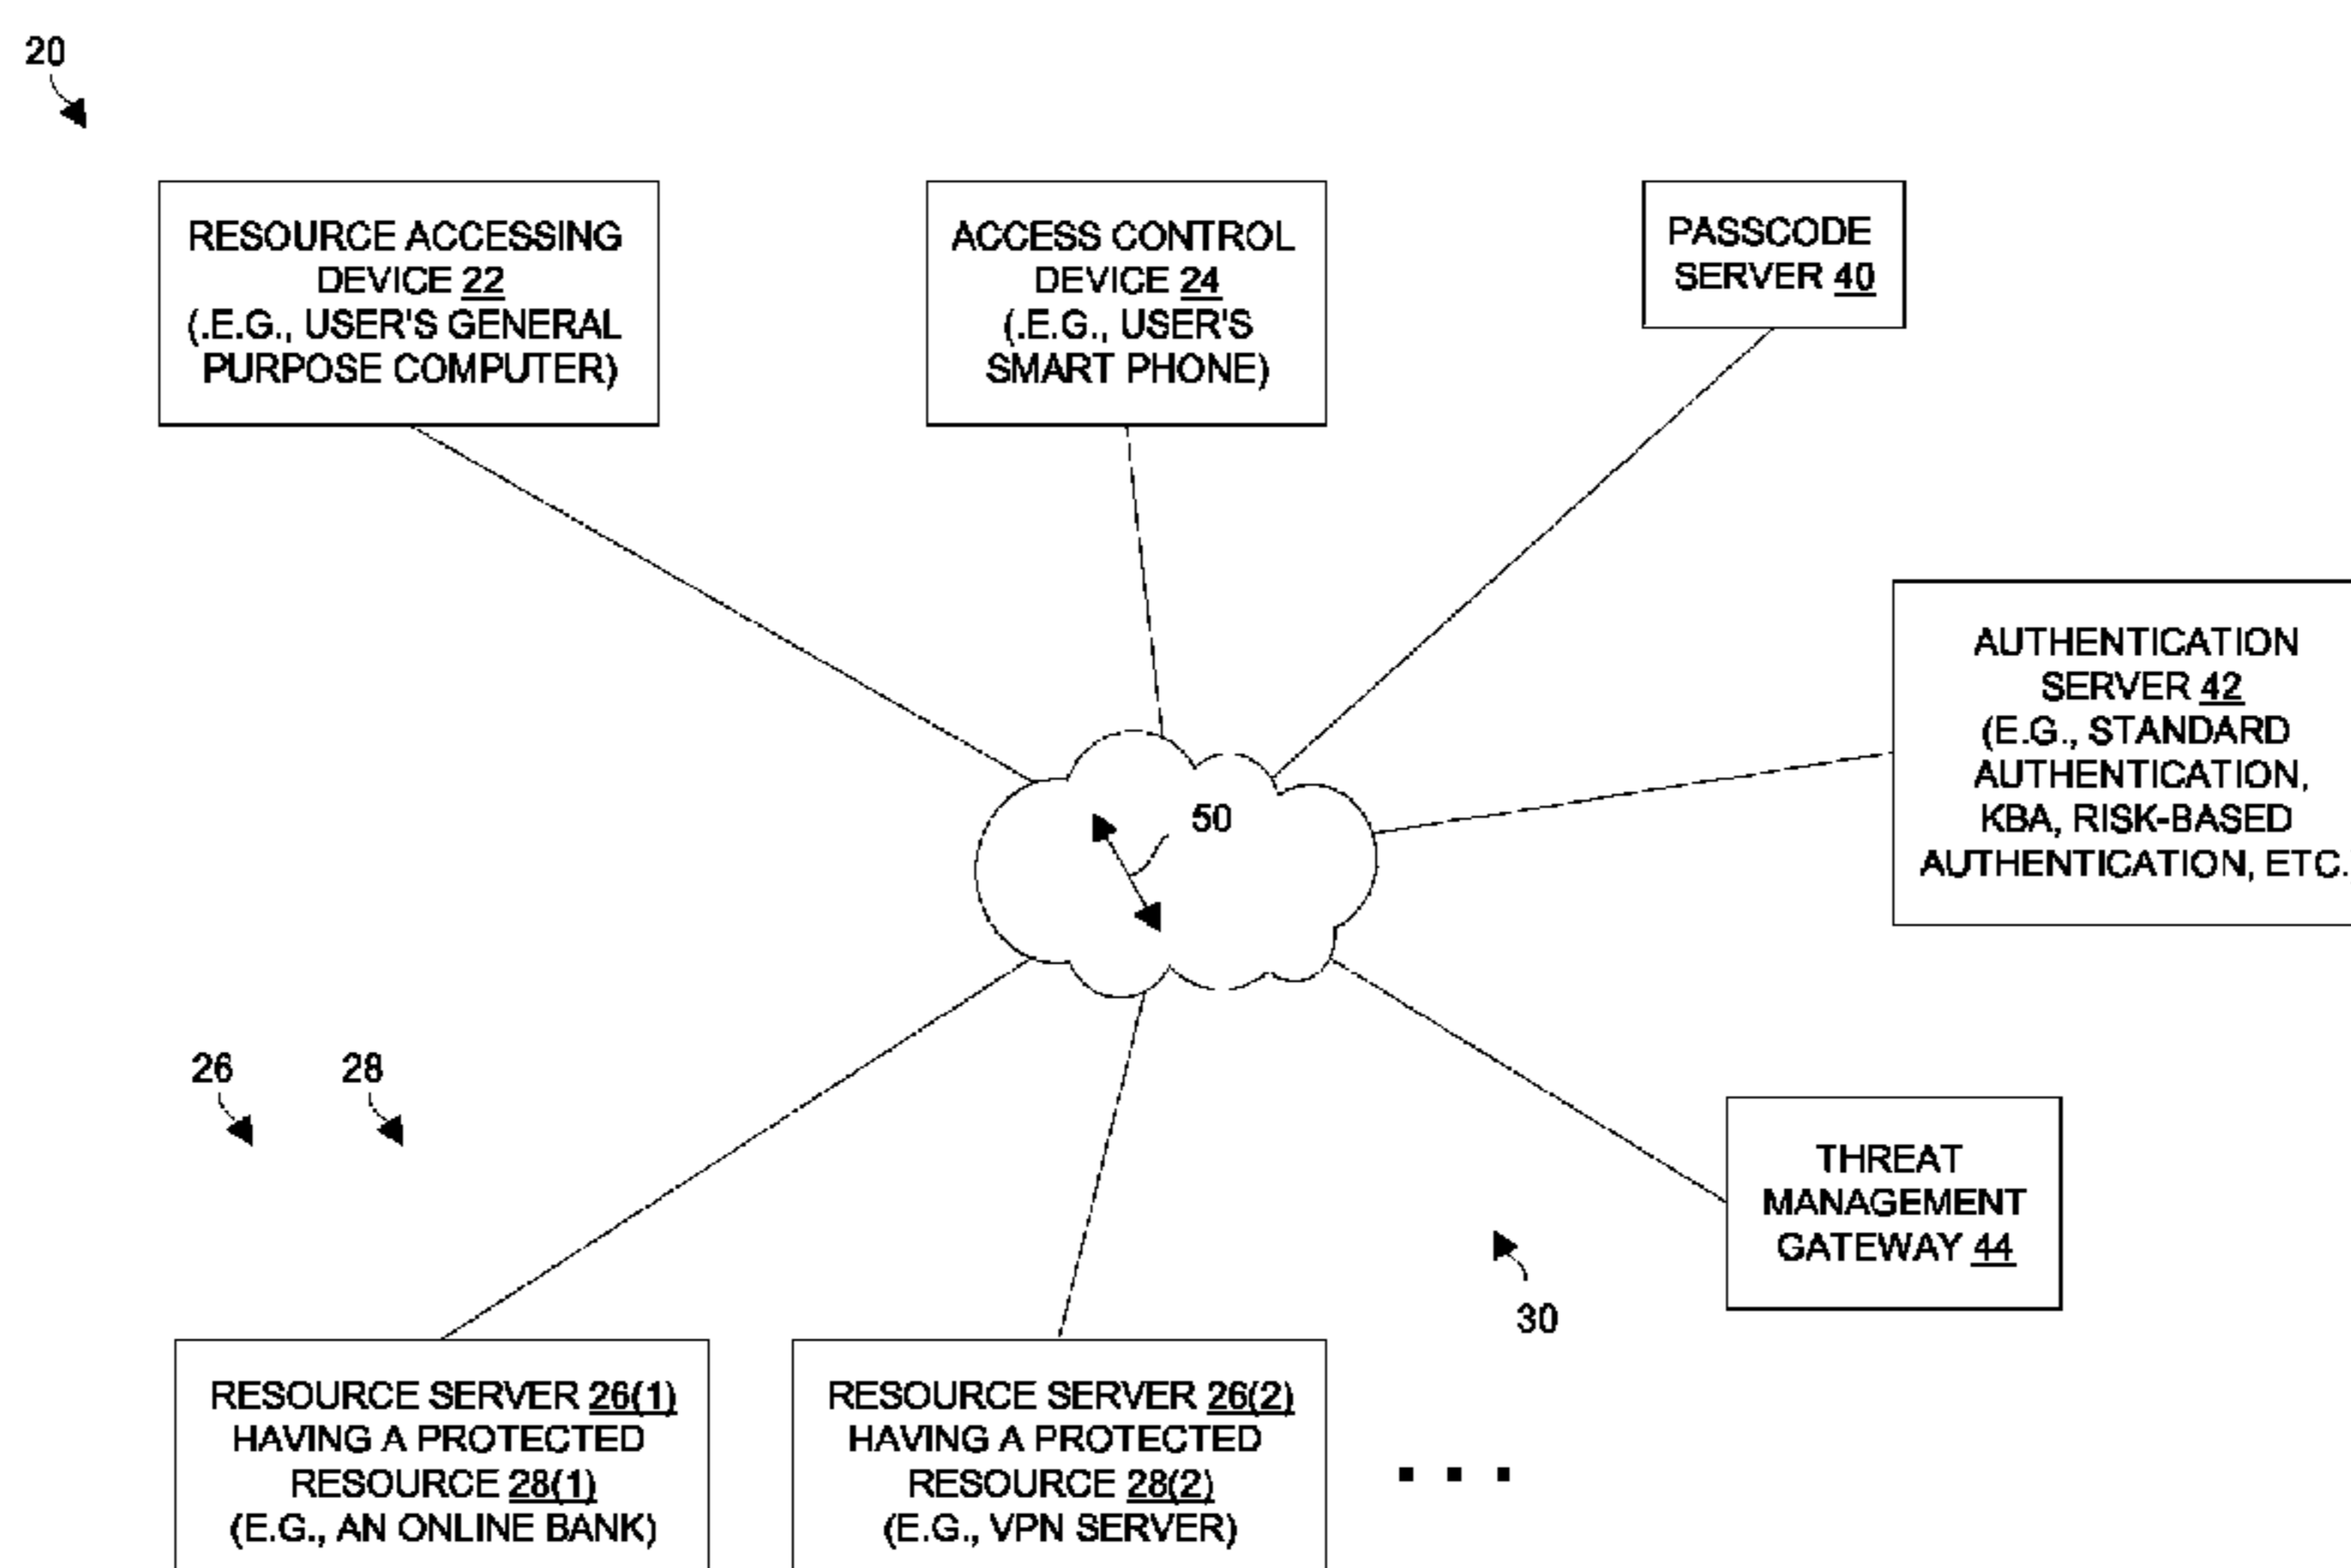 20
RESOURCE ACCESSING
DEVICE 22
(.E.G., USER'S GENERAL
PURPOSE COMPUTER)
ACCESS CONTROL
DEVICE 24
(.E.G., USER'S
SMART PHONE)
PASSCODE
SERVER 40
AUTHENTICATION
SERVER 42
(E.G., STANDARD
AUTHENTICATION,
KBA, RISK-BASED
AUTHENTICATION, ETC.
50
26
28
THREAT
MANAGEMENT
GATEWAY 44
30
RESOURCE SERVER 26(1)
HAVING A PROTECTED
RESOURCE 28(1)
(E.G., AN ONLINE BANK)
RESOURCE SERVER 26(2)
HAVING A PROTECTED
RESOURCE 28(2)
(E.G., VPN SERVER)